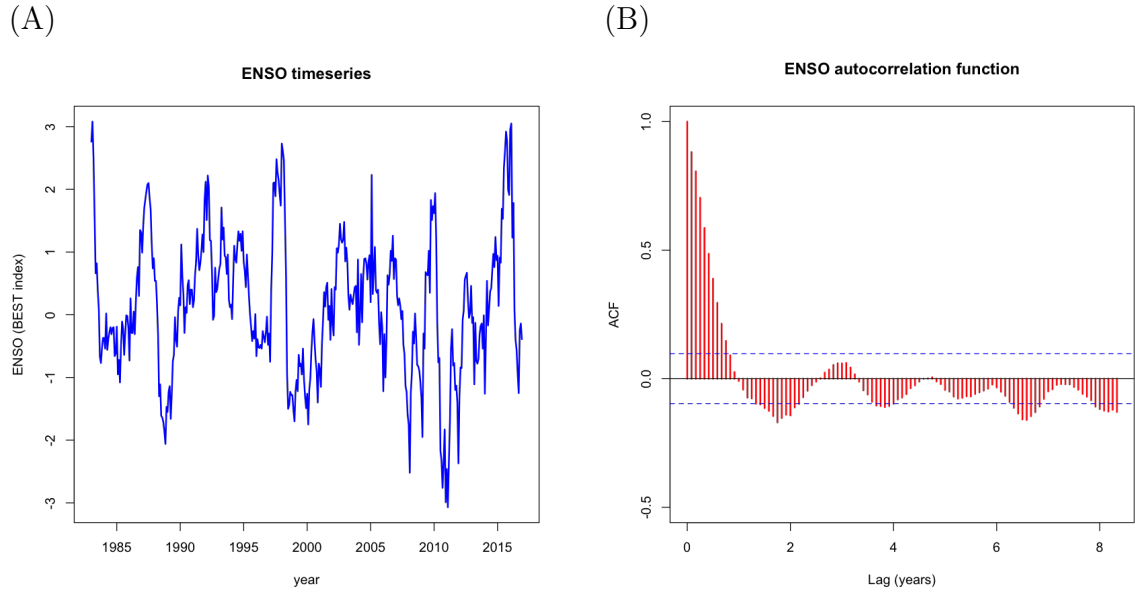 (A)
(B)
ENSO timeseries
ENSO autocorrelation function
ENSO (BEST index)
3
2
1
0
-1
-2
-3
1985 1990 1995 2000 2005 2010 2015
year
ACF
1.0
0.5
0.0
-0.5
0 2 4 6 8
Lag (years)